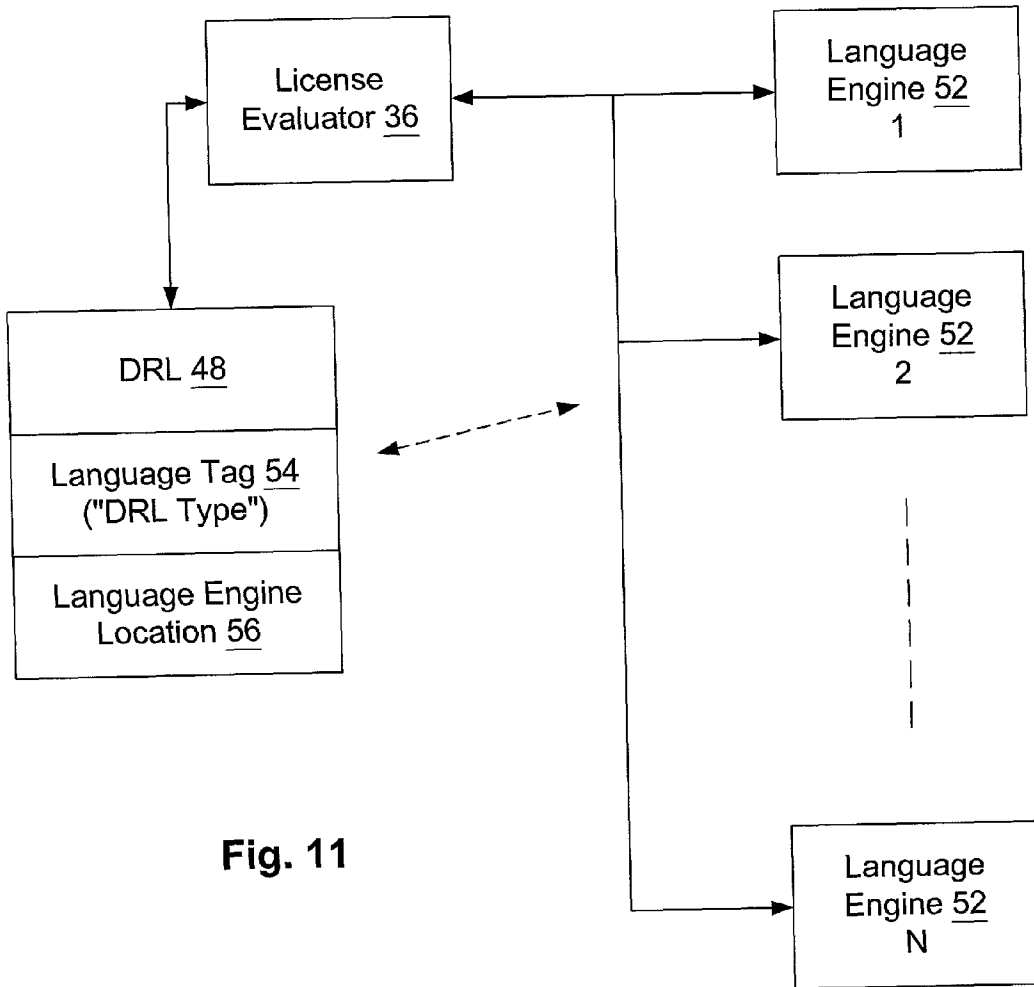 License
Evaluator 36
Language
Engine 52
1
Language
Engine 52
2
DRL 48
Language Tag 54
("DRL Type")
Language Engine
Location 56
Fig. 11
Language
Engine 52
N